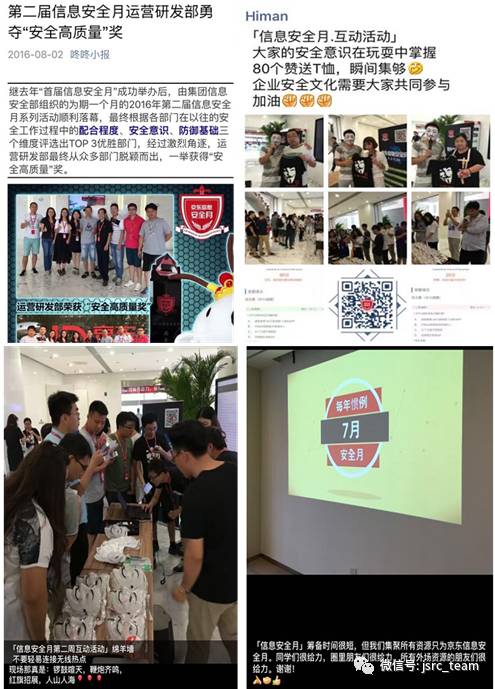 第二届信息安全月运营研发部勇
夺“安全高质量”奖
2016-08-02 咚咚小报
继去年“首届信息安全月”成功举办后，由集团信息
安全部组织的为期一个月的2016年第二届信息安全
月系列活动顺利落幕，最终根据各部门在以往的安
全工作过程中的配合程度、安全意识、防御基础三
个维度评选出TOP 3优胜部门，经过激烈角逐，运
营研发部最终从众多部门脱颖而出，一举获得“安
全高质量”奖。
安全月
运营研发部荣获 安全高质量奖
Himan
「信息安全月.互动活动」
大家的安全意识在玩耍中掌握
80个赞送T恤，瞬间集够
企业安全文化需要大家共同参与
加油
「信息安全月第二周互动活动」绵羊墙
不要轻易连接无线热点
现场那真是：锣鼓喧天，鞭炮齐鸣，
红旗招展，人山人海
每年惯例
7月
安全月
「信息安全月」筹备时间很短，但我们集聚所有资源只为京东信息安
全月。同学们很给力，圈里朋友们很给力，所有外场资源的朋友们很
给力。谢谢!
微信号: jsrc_team